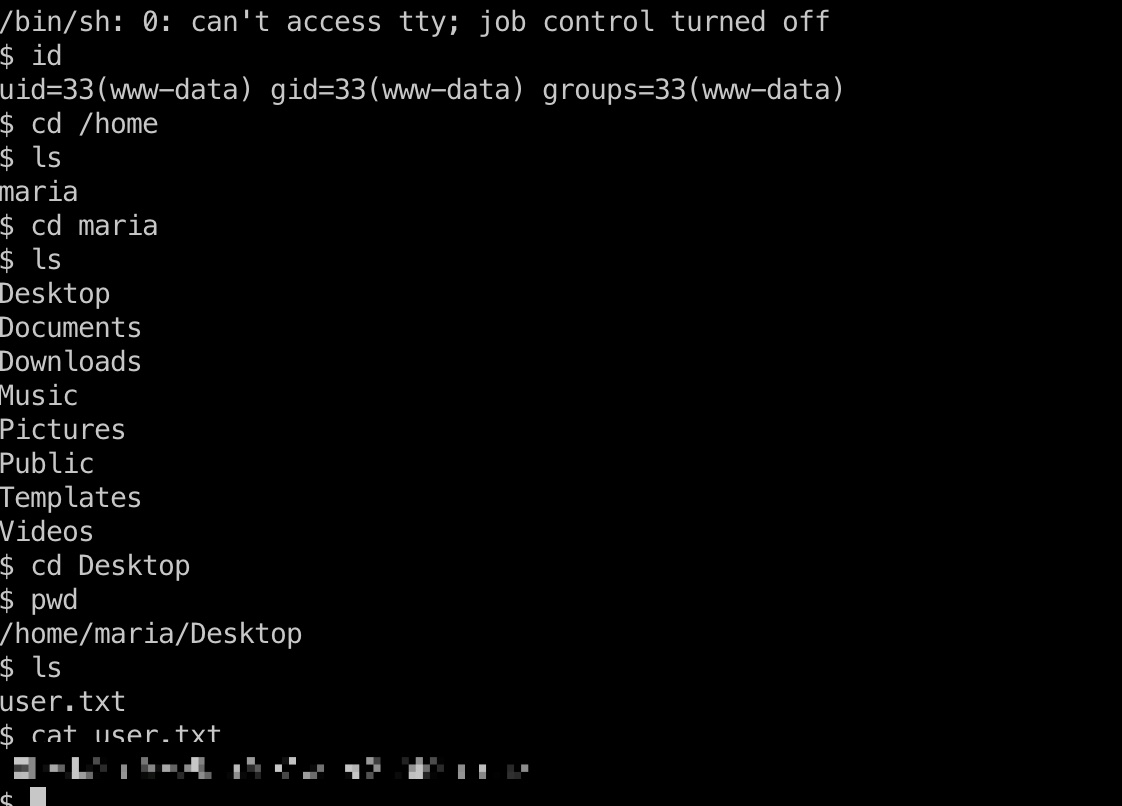 /bin/sh: 0: can't access tty; job control turned off
$ id
uid=33(www-data) gid=33(www-data) groups=33(www-data)
$ cd /home
$ ls
maria
$ cd maria
$ ls
Desktop
Documents
Downloads
Music
Pictures
Public
Templates
Videos
$ cd Desktop
$ pwd
/home/maria/Desktop
$ ls
user.txt
$ cat user.txt
$